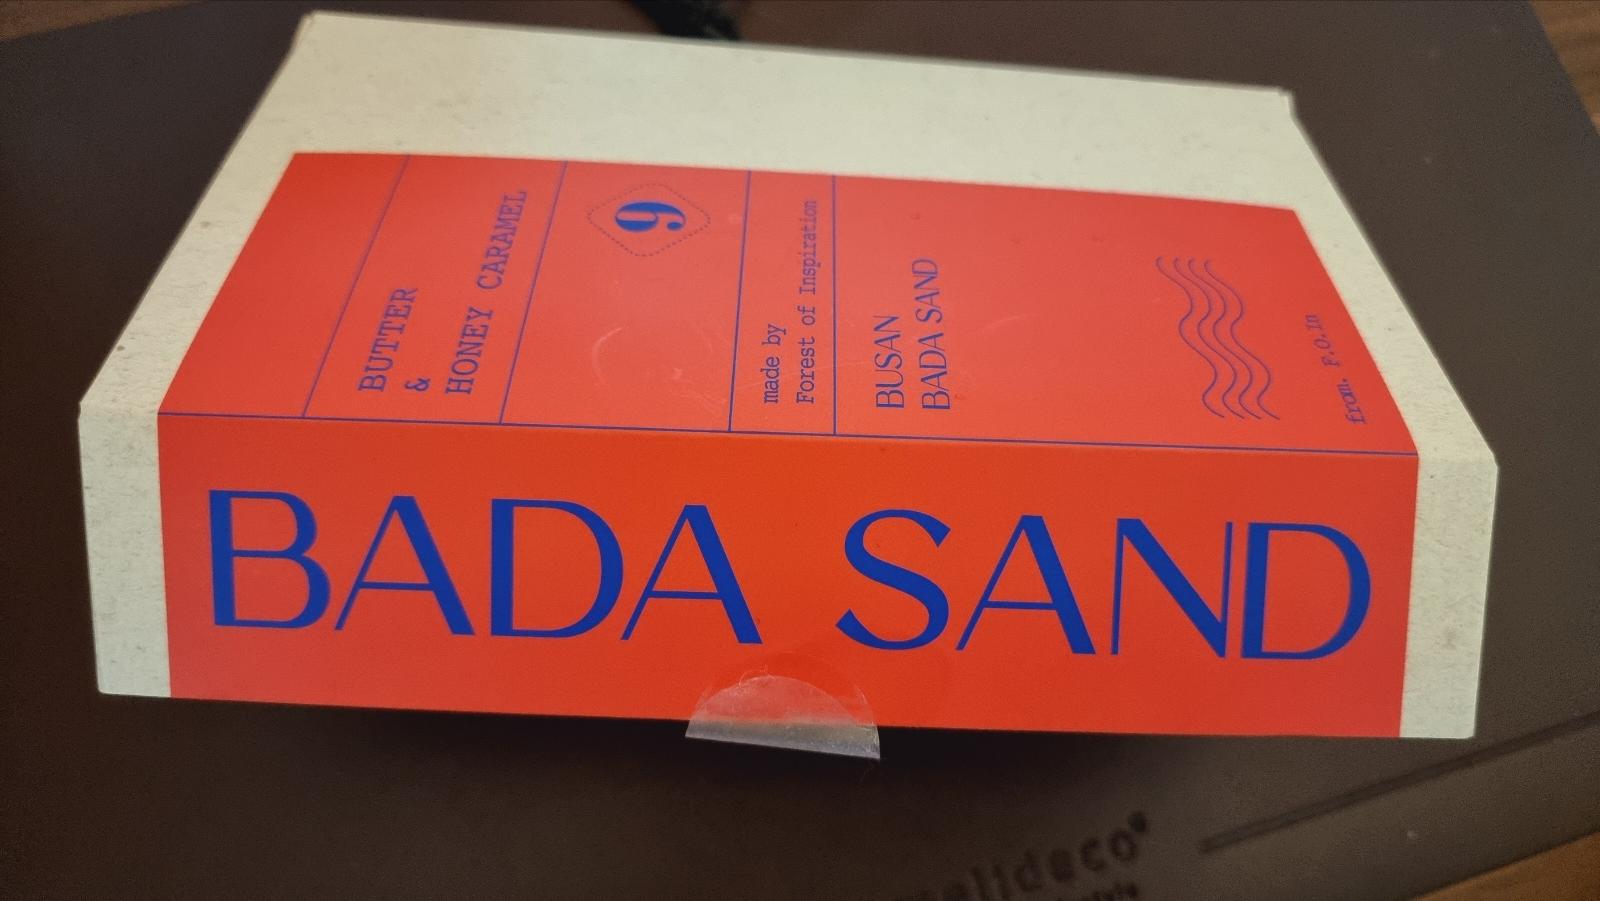 BUTTER
&
HONEY CARAMEL
9
made by
Forest of Inspiration
BUSAN
BADA SAND
from. F.O.In
BADA SAND